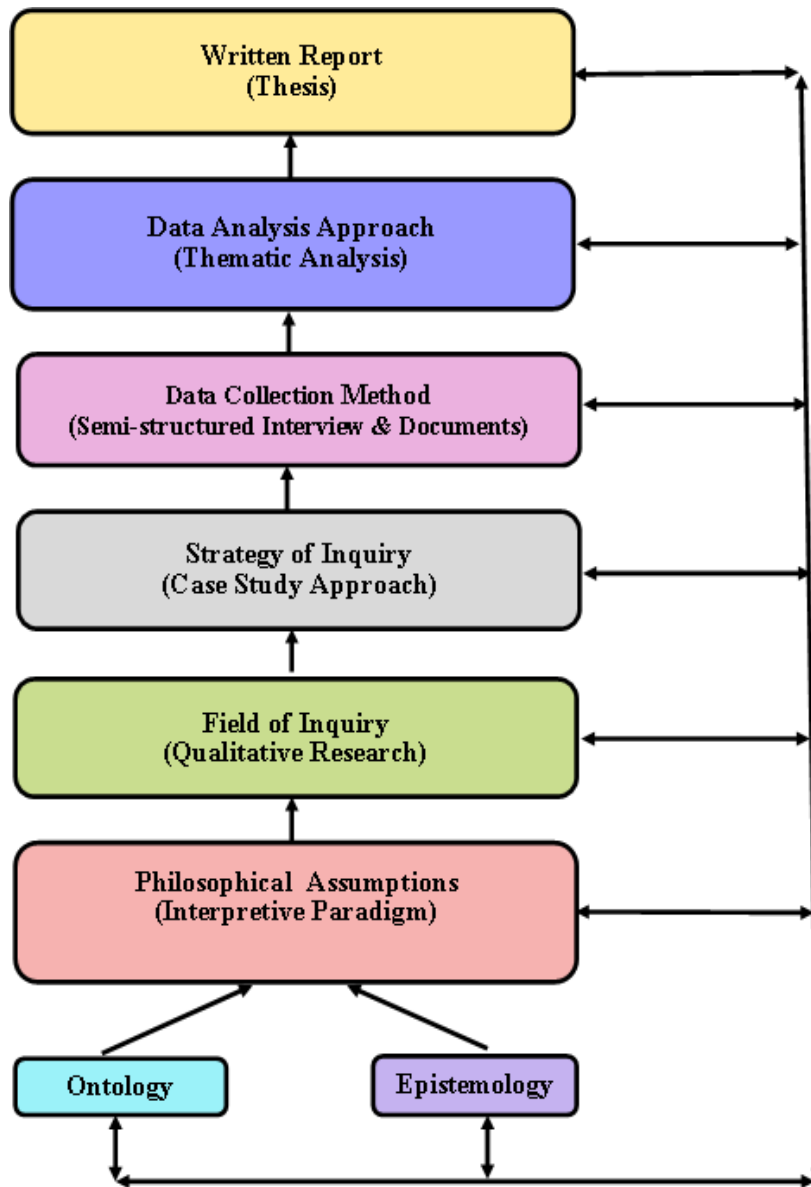 Written Report
(Thesis)
Data Analysis Approach
(Thematic Analysis)
Data Collection Method
(Semi-structured Interview & Documents)
Strategy of Inquiry
(Case Study Approach)
Field of Inquiry
(Qualitative Research)
Philosophical Assumptions
(Interpretive Paradigm)
Ontology
Epistemology